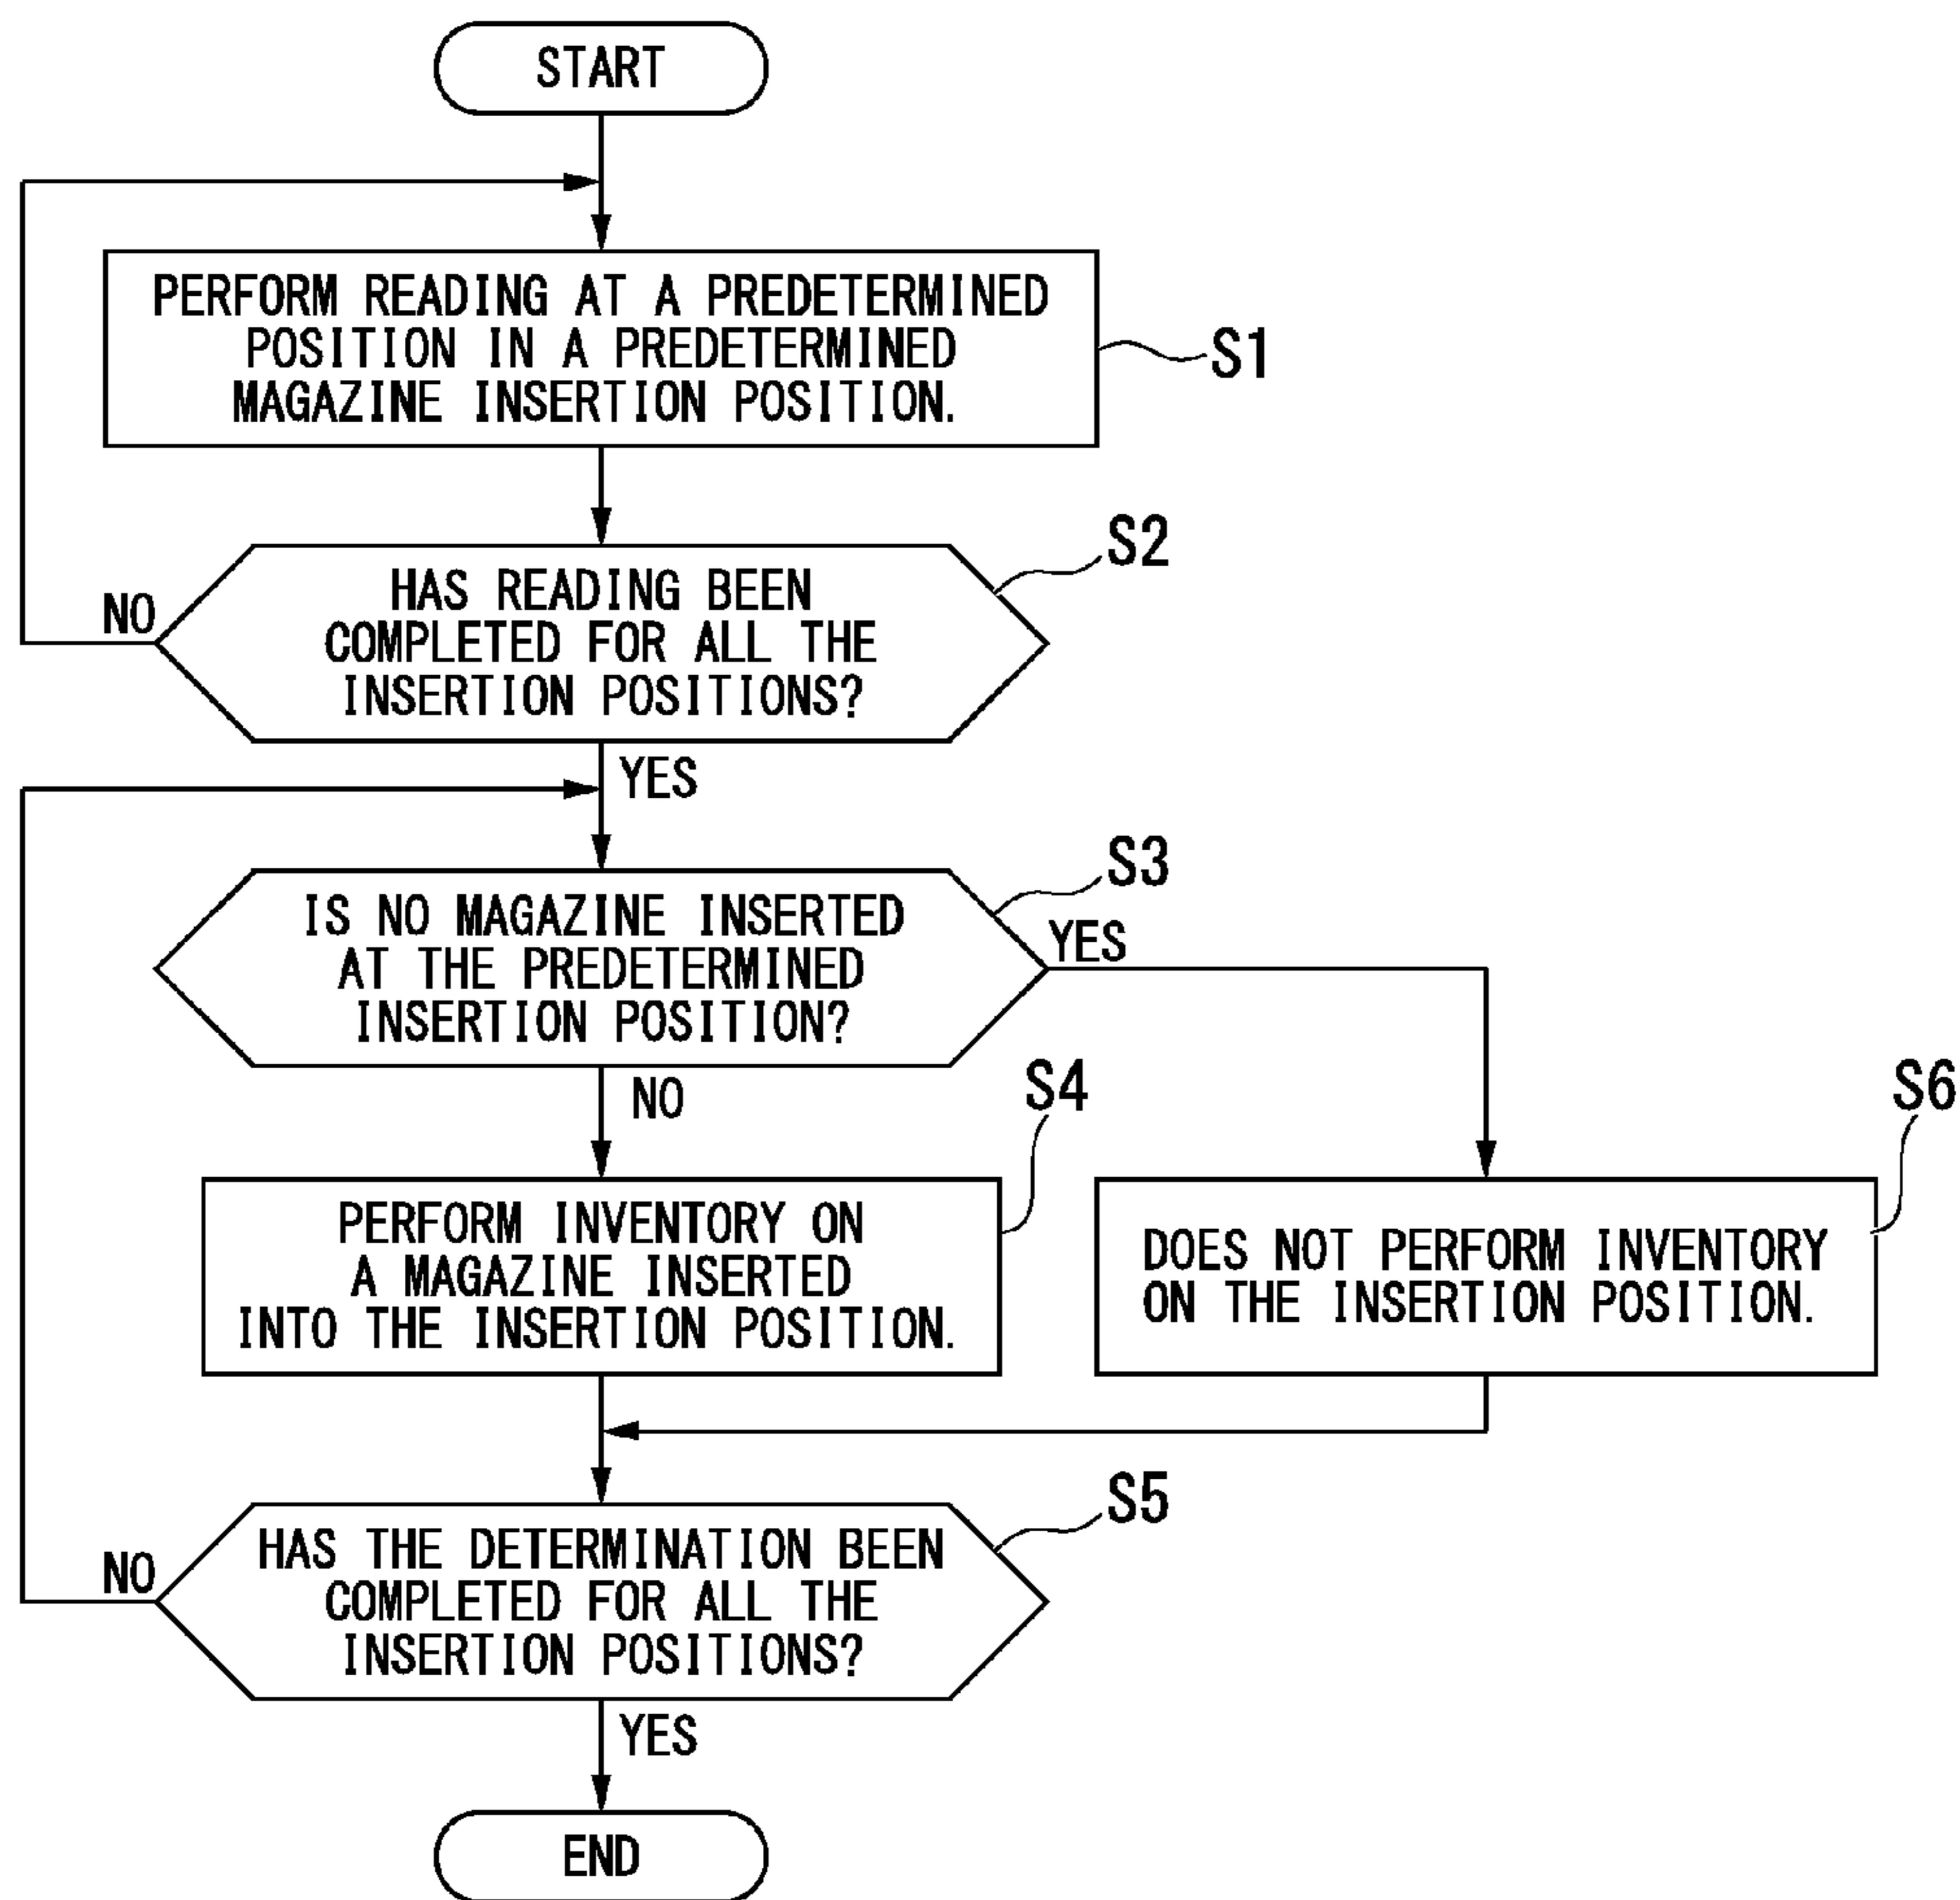 START
PERFORM READING AT A PREDETERMINED
POSITION IN A PREDETERMINED
MAGAZINE INSERTION POSITION.
S1
S2
HAS READING BEEN
COMPLETED FOR ALL THE
INSERTION POSITIONS?
NO
YES
S3
IS NO MAGAZINE INSERTED
AT THE PREDETERMINED
INSERTION POSITION?
YES
NO
S4
S6
PERFORM INVENTORY ON
A MAGAZINE INSERTED
INTO THE INSERTION POSITION.
DOES NOT PERFORM INVENTORY
ON THE INSERTION POSITION.
S5
HAS THE DETERMINATION BEEN
COMPLETED FOR ALL THE
INSERTION POSITIONS?
NO
YES
END